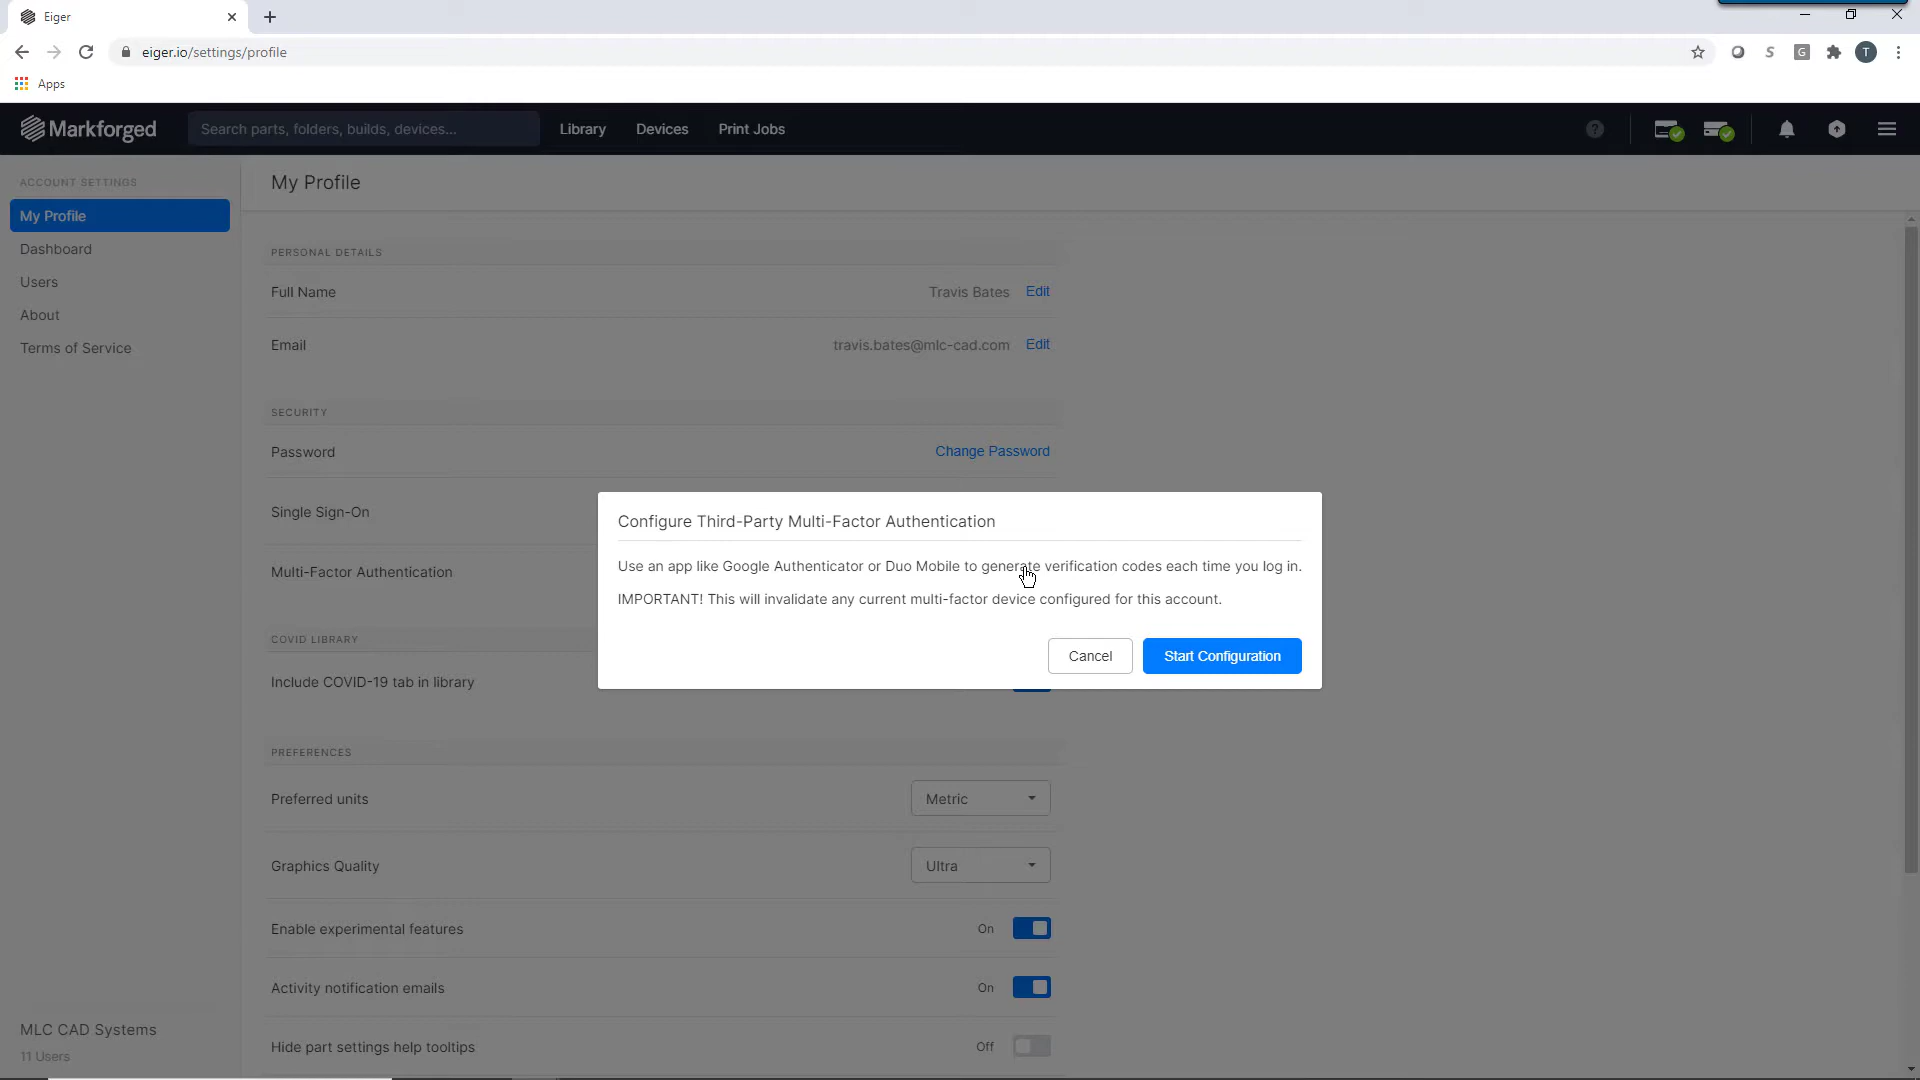 Eiger
eiger.io/settings/profile
S
G
T
Apps
Markforged
Search parts, folders, builds, devices...
Library
Devices
Print Jobs
?
ACCOUNT SETTINGS
My Profile
Dashboard
Users
About
Terms of Service
My Profile
PERSONAL DETAILS
Full Name
Travis Bates
Edit
Email
travis.bates@mlc-cad.com
Edit
SECURITY
Password
Change Password
Single Sign-On
Multi-Factor Authentication
Configure Third-Party Multi-Factor Authentication
Use an app like Google Authenticator or Duo Mobile to generate verification codes each time you log in.
IMPORTANT! This will invalidate any current multi-factor device configured for this account.
Cancel
Start Configuration
COVID LIBRARY
Include COVID-19 tab in library
PREFERENCES
Preferred units
Metric
Graphics Quality
Ultra
Enable experimental features
On
Activity notification emails
On
Hide part settings help tooltips
Off
MLC CAD Systems
11 Users